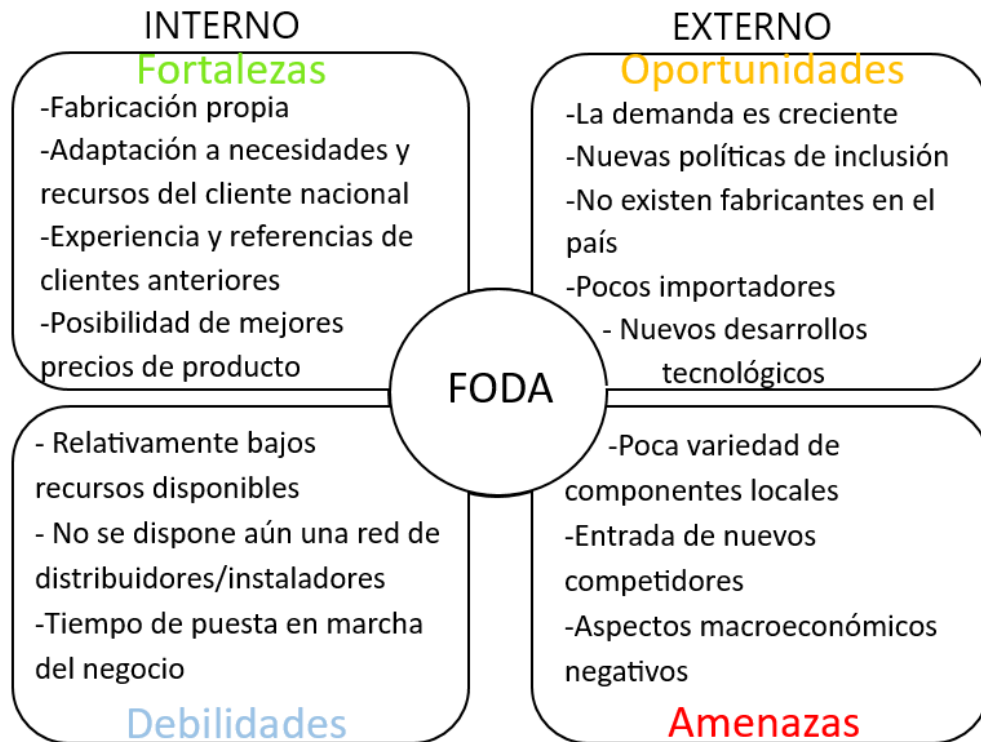 INTERNO
Fortalezas
-Fabricación propia
-Adaptación a necesidades y
recursos del cliente nacional
-Experiencia y referencias de
clientes anteriores
-Posibilidad de mejores
precios de producto
EXTERNO
Oportunidades
-La demanda es creciente
-Nuevas políticas de inclusión
-No existen fabricantes en el
país
-Pocos importadores
- Nuevos desarrollos
tecnológicos
FODA
- Relativamente bajos
recursos disponibles
- No se dispone aún una red de
distribuidores/instaladores
-Tiempo de puesta en marcha
del negocio
Debilidades
-Poca variedad de
componentes locales
-Entrada de nuevos
competidores
-Aspectos macroeconómicos
negativos
Amenazas